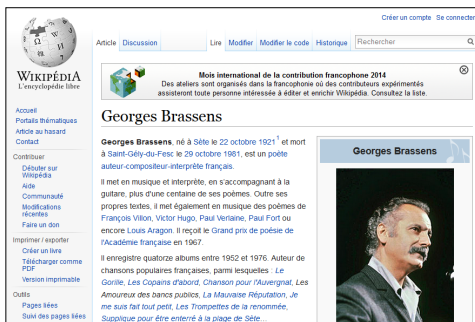 Créer un compte Se connecter
WIKIPÉDIA
L'encyclopédie libre
Article Discussion
Lire Modifier Modifier le code Historique
Rechercher
Mois international de la contribution francophone 2014
Des ateliers sont organisés dans la francophonie où des contributeurs expérimentés
assisteront toute personne intéressée à éditer et enrichir Wikipédia. Consultez la liste.
Accueil
Portails thématiques
Article au hasard
Contact
Contribuer
Débuter sur
Wikipédia
Aide
Communauté
Modifications
récentes
Faire un don
Imprimer / exporter
Créer un livre
Télécharger comme
PDF
Version imprimable
Outils
Pages liées
Suivi des pages liées
Georges Brassens
Georges Brassens, né à Sète le 22 octobre 1921¹ et mort
à Saint-Gély-du-Fesc le 29 octobre 1981, est un poète
auteur-compositeur-interprète français.
Il met en musique et interprète, en s'accompagnant à la
guitare, plus d'une centaine de ses poèmes. Outre ses
propres textes, il met également en musique des poèmes de
François Villon, Victor Hugo, Paul Verlaine, Paul Fort ou
encore Louis Aragon. Il reçoit le Grand prix de poésie de
l'Académie française en 1967.
Il enregistre quatorze albums entre 1952 et 1976. Auteur de
chansons populaires françaises, parmi lesquelles : Le
Gorille, Les Copains d'abord, Chanson pour l'Auvergnat, Les
Amoureux des bancs publics, La Mauvaise Réputation, Je
me suis fait tout petit, Les Trompettes de la renommée,
Supplique pour être enterré à la plage de Sète...
Georges Brassens